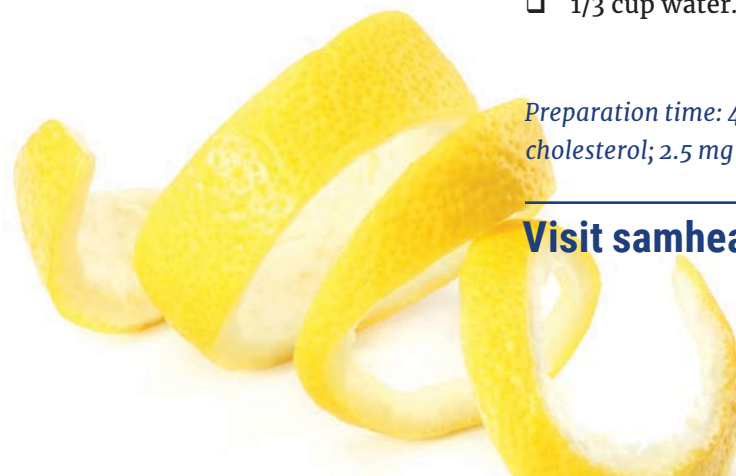 ❑ 1/3 cup water.
Preparation time: 4
cholesterol; 2.5 mg
Visit samhea